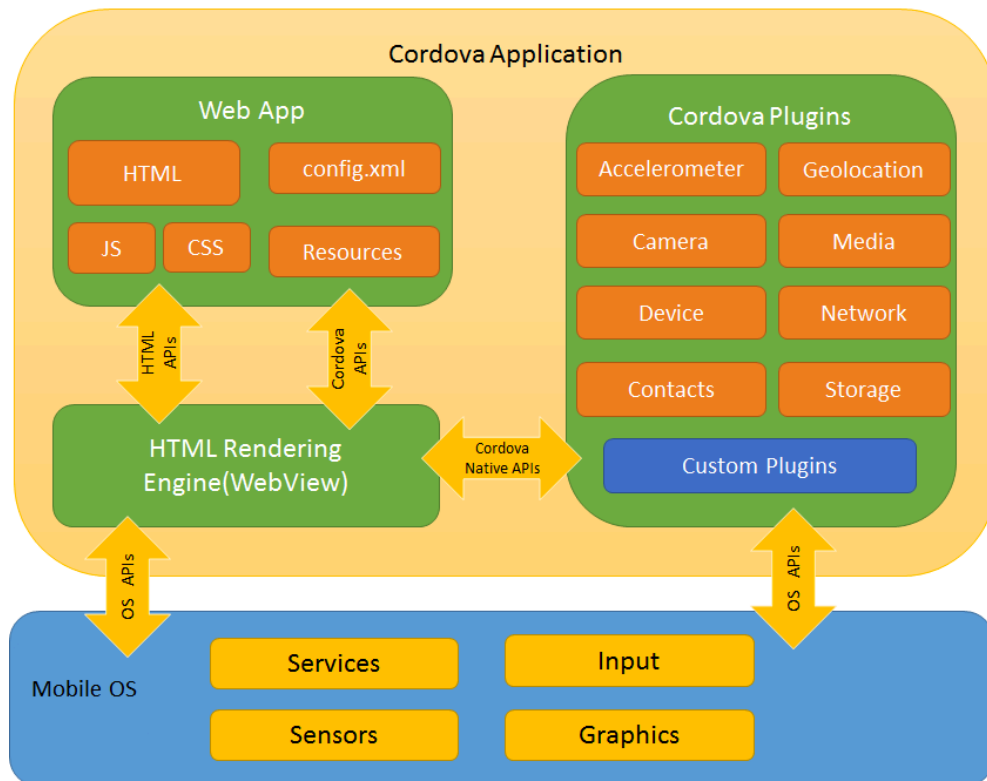 Cordova Application
Web App
HTML
config.xml
JS
CSS
Resources
HTML
APIs
Cordova
APIs
HTML Rendering
Engine(WebView)
Cordova
Native APIs
Cordova Plugins
Accelerometer
Geolocation
Camera
Media
Device
Network
Contacts
Storage
Custom Plugins
OS APIs
OS APIs
Mobile OS
Services
Input
Sensors
Graphics